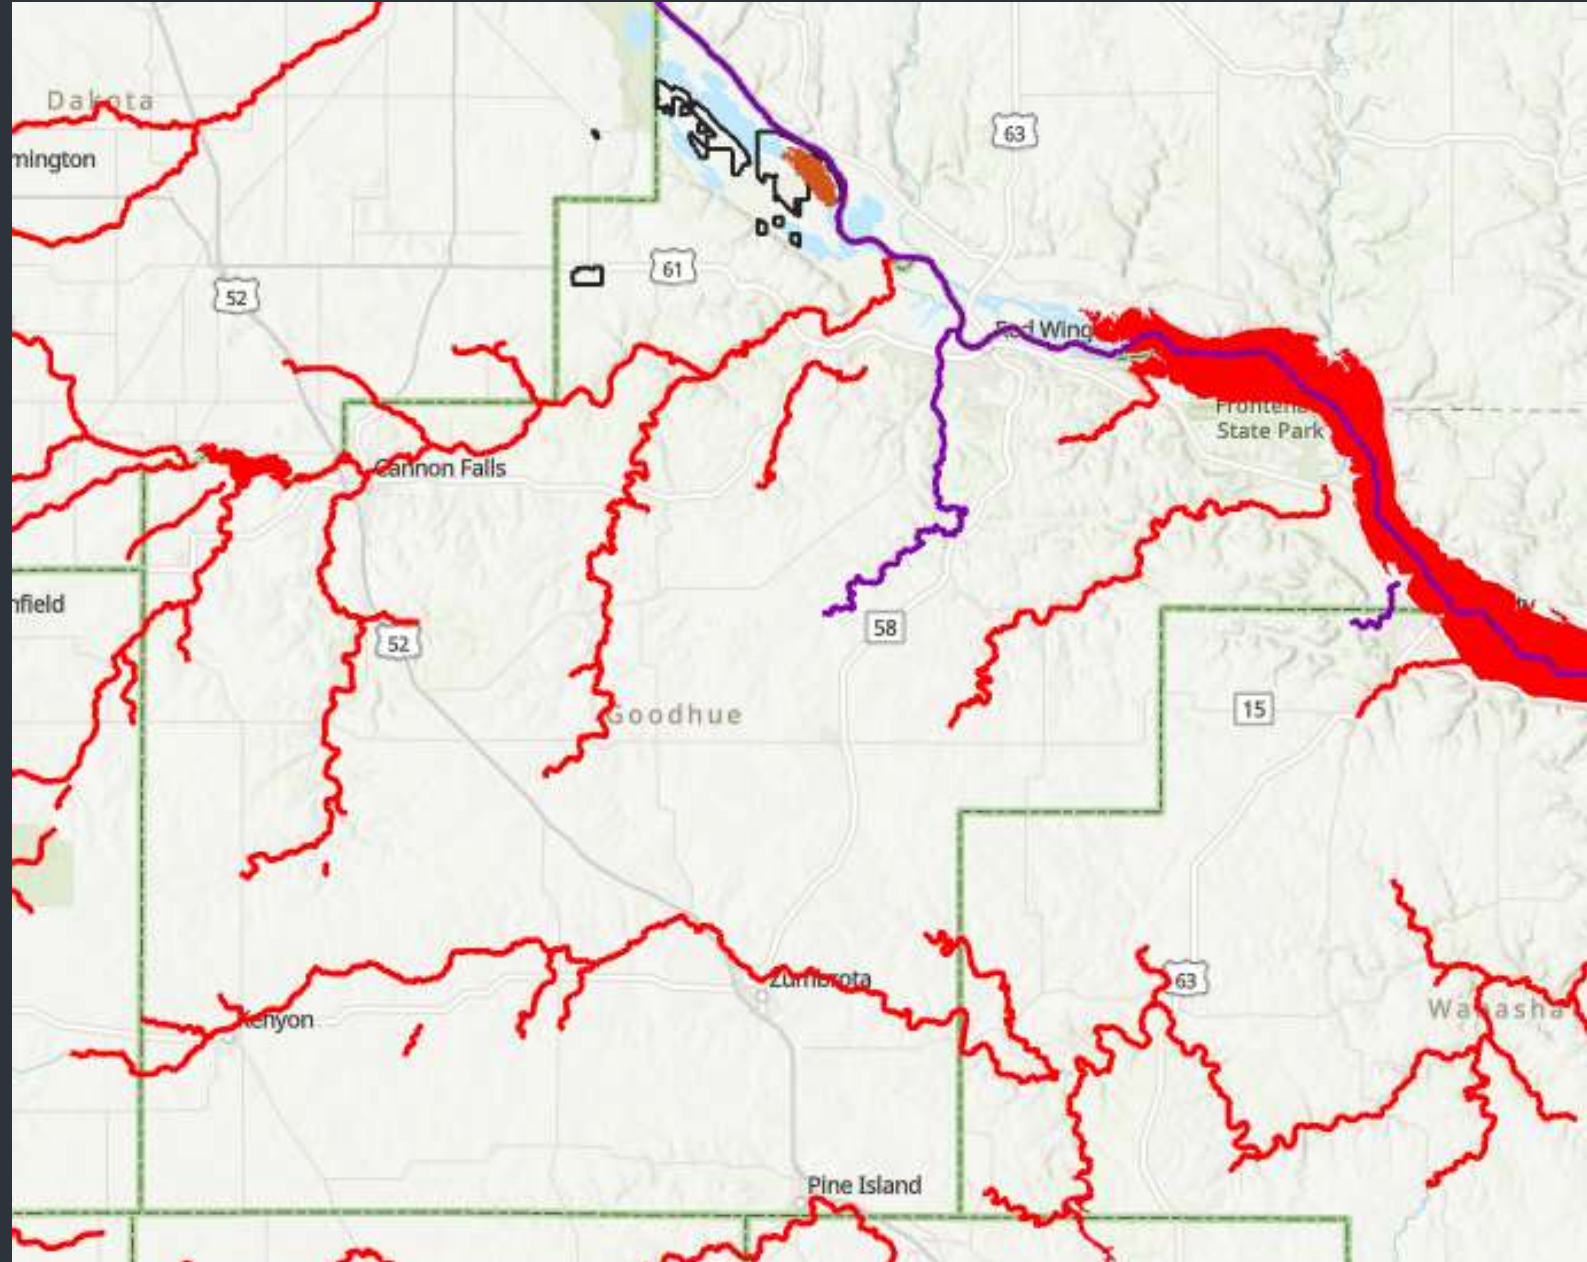 Dakota
63
mington
61
52
Red Wing
Frontena
State Park
Cannon Falls
nfield
58
52
Goodhue
15
Zumbrota
63
Wabasha
Kenyon
Pine Island